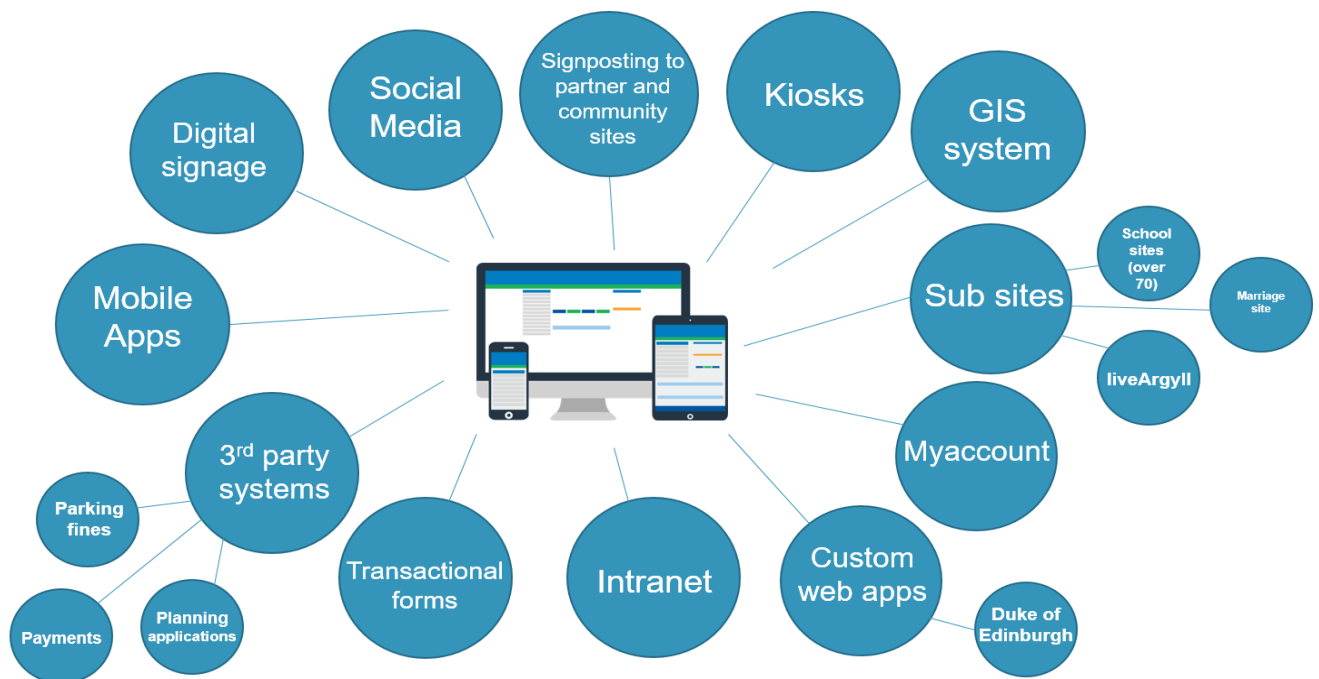 Social
Media
Signposting to
partner and
community
sites
Kiosks
GIS
system
Digital
signage
School
sites
(over
70)
Sub sites
Marriage
site
Mobile
Apps
liveArgyll
Myaccount
3rd party
systems
Parking
fines
Custom
web apps
Transactional
forms
Intranet
Payments
Planning
applications
Duke of
Edinburgh